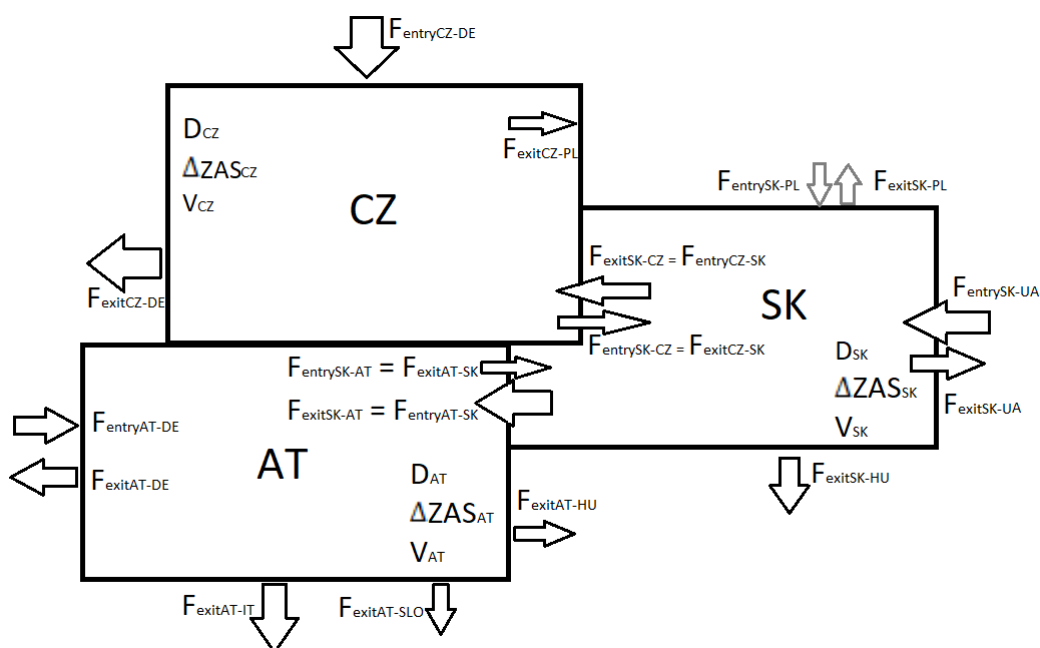 FentryCZ-DE
DCZ
ΔZASCZ
VCZ
CZ
FexitCZ-PL
FexitCZ-DE
FentrySK-PL
FexitSK-PL
FexitSK-CZ = FentryCZ-SK
SK
FentrySK-UA
FentrySK-CZ = FexitCZ-SK
DSK
ΔZASSK
VSK
FexitSK-UA
FexitSK-HU
FentrySK-AT = FexitAT-SK
FexitSK-AT = FentryAT-SK
FentryAT-DE
FexitAT-DE
AT
DAT
ΔZASAT
VAT
FexitAT-HU
FexitAT-IT
FexitAT-SLO